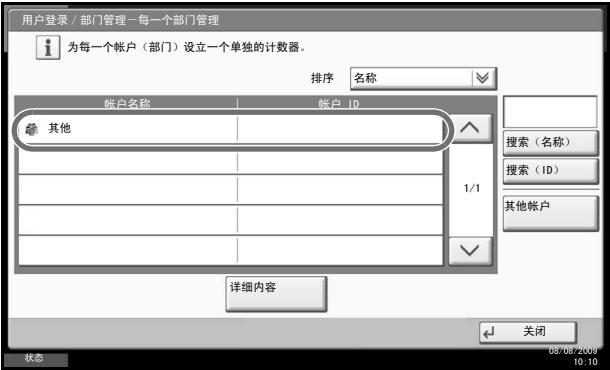 用户登录 / 部门管理－每一个部门管理
为每一个帐户（部门）设立一个单独的计数器。
排序 名称
帐户名称 帐户 ID
其他
搜索（名称）
搜索（ID）
1/1
其他帐户
详细内容
关闭
状态
08/08/2009
10:10